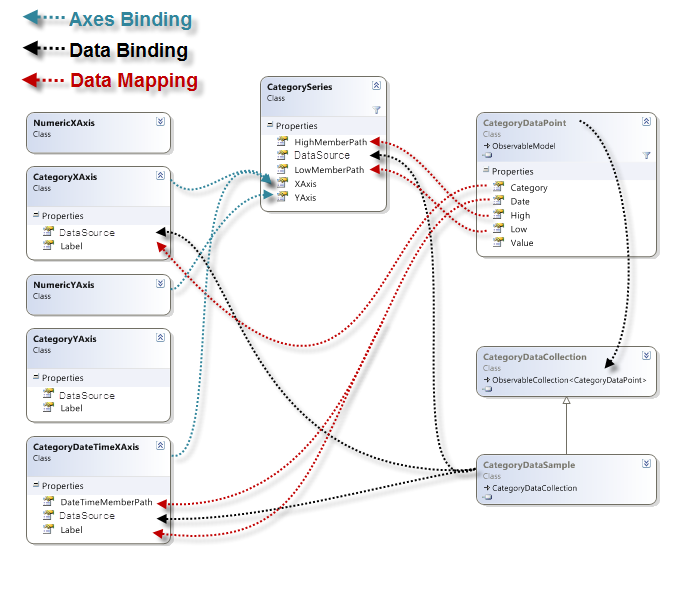 Axes Binding
Data Binding
Data Mapping
NumericXAxis
Class
CategoryXAxis
Class
Properties
DataSource
Label
NumericYAxis
Class
CategoryYAxis
Class
Properties
DataSource
Label
CategoryDateTimeXAxis
Class
Properties
DateTimeMemberPath
DataSource
Label
CategorySeries
Class
Properties
HighMemberPath
DataSource
LowMemberPath
XAxis
YAxis
CategoryDataPoint
Class
ObservableModel
Properties
Category
Date
High
Low
Value
CategoryDataCollection
Class
ObservableCollection<CategoryDataPoint>
CategoryDataSample
Class
CategoryDataCollection